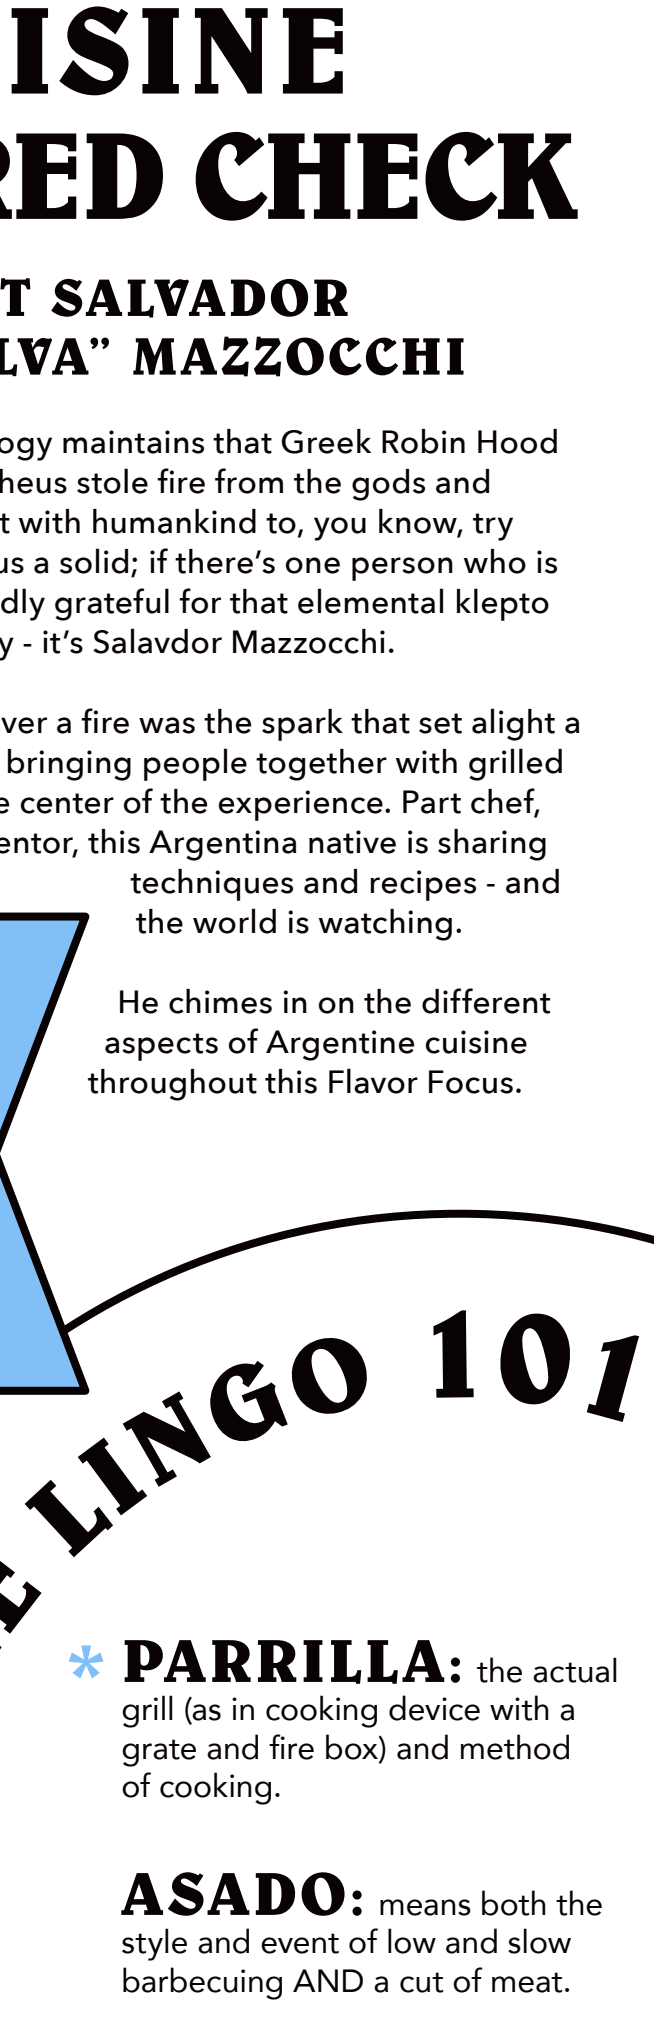 ISINE
RED CHECK
T SALVADOR
LVA” MAZZOCCHI
ogy maintains that Greek Robin Hood
heus stole fire from the gods and
t with humankind to, you know, try
us a solid; if there’s one person who is
dly grateful for that elemental klepto
y - it’s Salavdor Mazzocchi.
ver a fire was the spark that set alight a
bringing people together with grilled
e center of the experience. Part chef,
entor, this Argentina native is sharing
techniques and recipes - and
the world is watching.
He chimes in on the different
aspects of Argentine cuisine
throughout this Flavor Focus.
E LINGO 101
* PARRILLA: the actual
grill (as in cooking device with a
grate and fire box) and method
of cooking.
ASADO: means both the
style and event of low and slow
barbecuing AND a cut of meat.